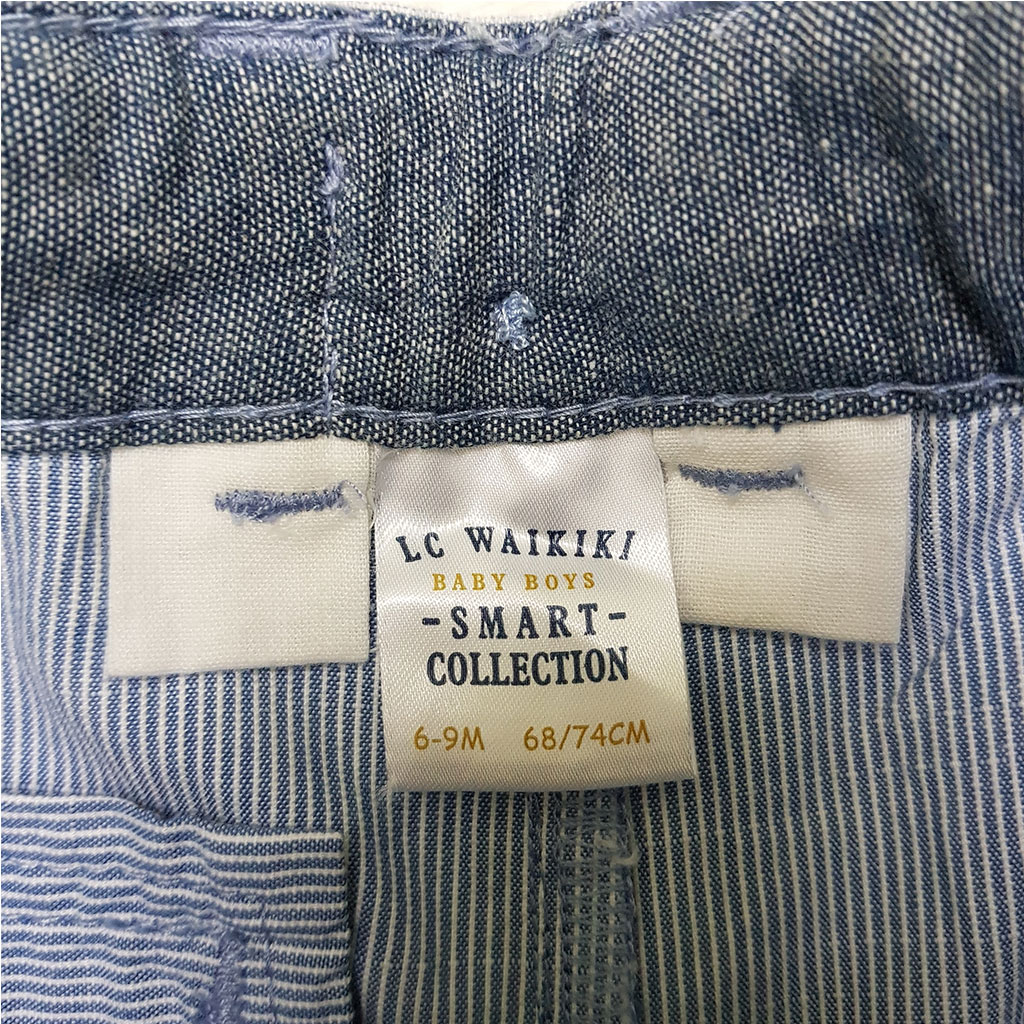 LC WAIKIKI
BABY BOYS
-SMART-
COLLECTION
6-9M 68/74CM